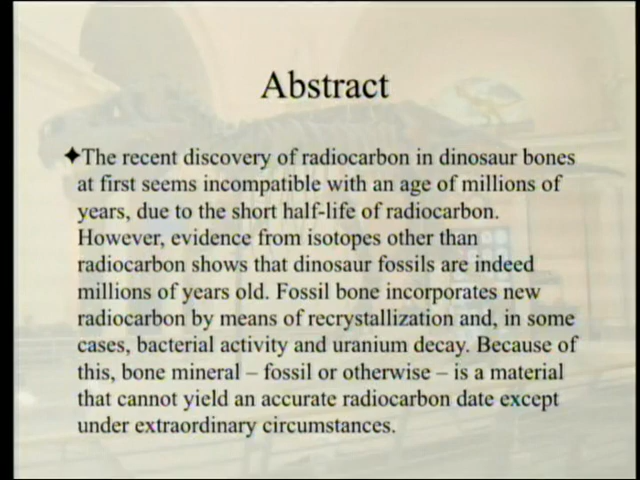 Abstract
✦The recent discovery of radiocarbon in dinosaur bones
at first seems incompatible with an age of millions of
years, due to the short half-life of radiocarbon.
However, evidence from isotopes other than
radiocarbon shows that dinosaur fossils are indeed
millions of years old. Fossil bone incorporates new
radiocarbon by means of recrystallization and, in some
cases, bacterial activity and uranium decay. Because of
this, bone mineral – fossil or otherwise – is a material
that cannot yield an accurate radiocarbon date except
under extraordinary circumstances.